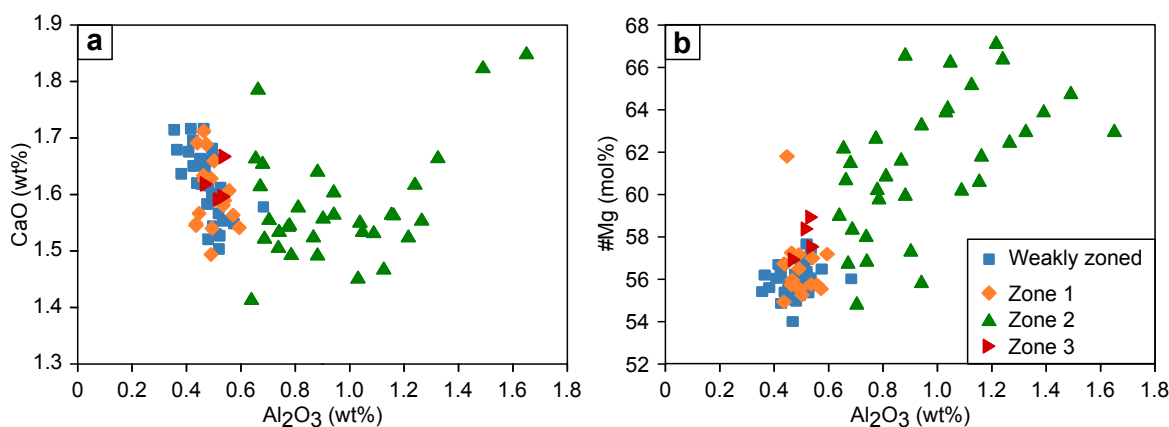 a
1.9
1.8
1.7
1.6
1.5
1.4
1.3
CaO (wt%)
0 0.2 0.4 0.6 0.8 1.0 1.2 1.4 1.6 1.8
Al₂O₃ (wt%)
b
68
66
64
62
60
58
56
54
52
#Mg (mol%)
0 0.2 0.4 0.6 0.8 1.0 1.2 1.4 1.6 1.8
Al₂O₃ (wt%)
Weakly zoned
Zone 1
Zone 2
Zone 3